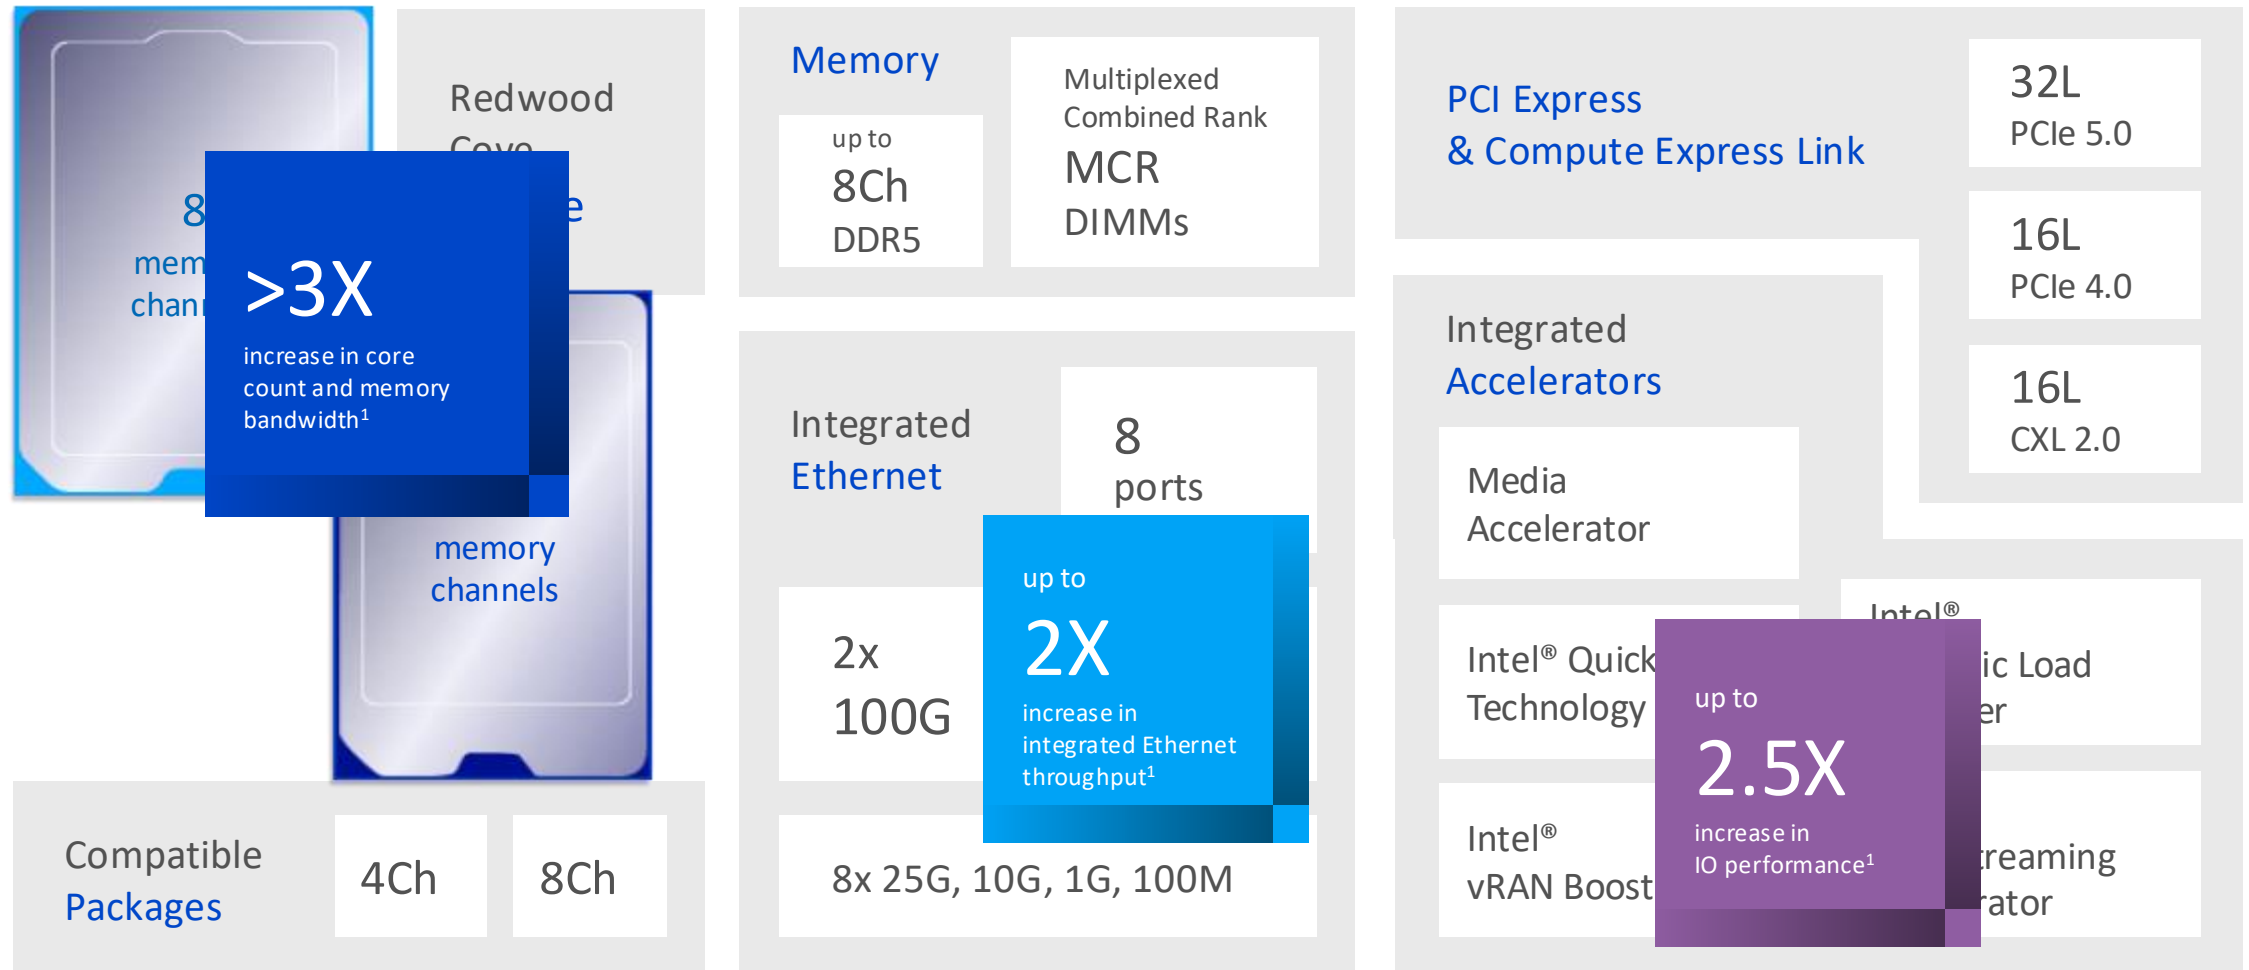 8
mem
chan
Redwood
Cove
e
>3X
increase in core
count and memory
bandwidth¹
memory
channels
Compatible
Packages
4Ch
8Ch
Memory
up to
8Ch
DDR5
Multiplexed
Combined Rank
MCR
DIMMs
Integrated
Ethernet
8
ports
2x
100G
up to
2X
increase in
integrated Ethernet
throughput¹
8x 25G, 10G, 1G, 100M
PCI Express
& Compute Express Link
32L
PCIe 5.0
16L
PCIe 4.0
16L
CXL 2.0
Integrated
Accelerators
Media
Accelerator
Intel® Quick
Technology
Intel®
ic Load
er
Intel®
vRAN Boost
treaming
rator
up to
2.5X
increase in
IO performance¹